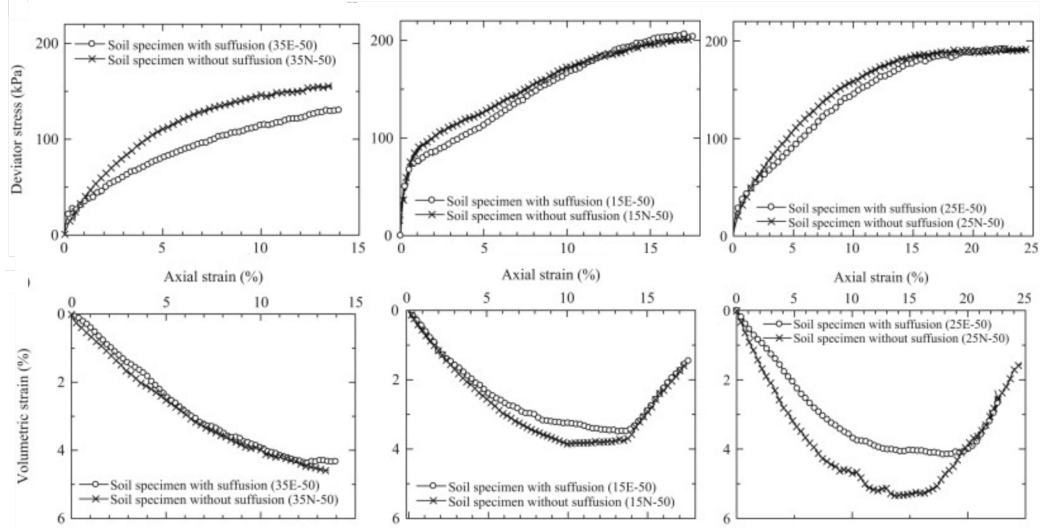 Deviator stress (kPa)
200
100
0
Soil specimen with suffusion (35E-50)
Soil specimen without suffusion (35N-50)
0 5 10 15
Axial strain (%)
200
100
0
Soil specimen with suffusion (15E-50)
Soil specimen without suffusion (15N-50)
0 5 10 15
Axial strain (%)
200
100
0
Soil specimen with suffusion (25E-50)
Soil specimen without suffusion (25N-50)
0 5 10 15 20 25
Axial strain (%)
Volumetric strain (%)
0 5 10 15
0
2
4
6
Soil specimen with suffusion (35E-50)
Soil specimen without suffusion (35N-50)
0 5 10 15
0
2
4
6
Soil specimen with suffusion (15E-50)
Soil specimen without suffusion (15N-50)
0 5 10 15 20 25
0
2
4
6
Soil specimen with suffusion (25E-50)
Soil specimen without suffusion (25N-50)